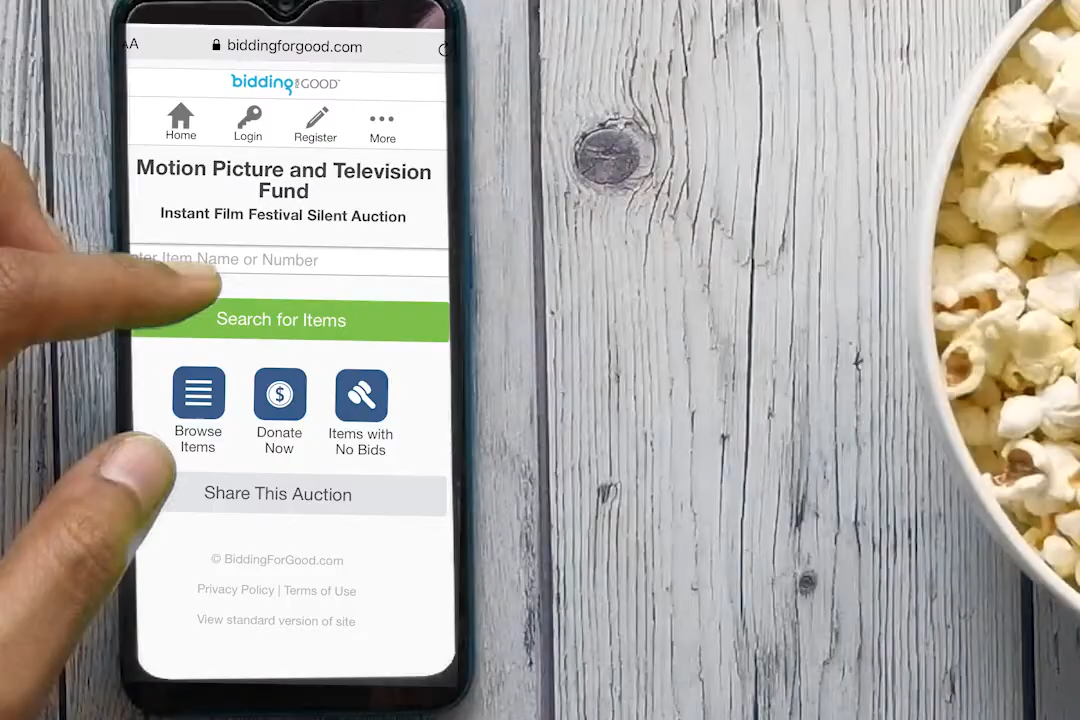 AA
biddingforgood.com
bidding FOR GOOD
Home
Login
Register
More
Motion Picture and Television
Fund
Instant Film Festival Silent Auction
Item Name or Number
Search for Items
Browse
Items
Donate
Now
Items with
No Bids
Share This Auction
© BiddingForGood.com
Privacy Policy | Terms of Use
View standard version of site